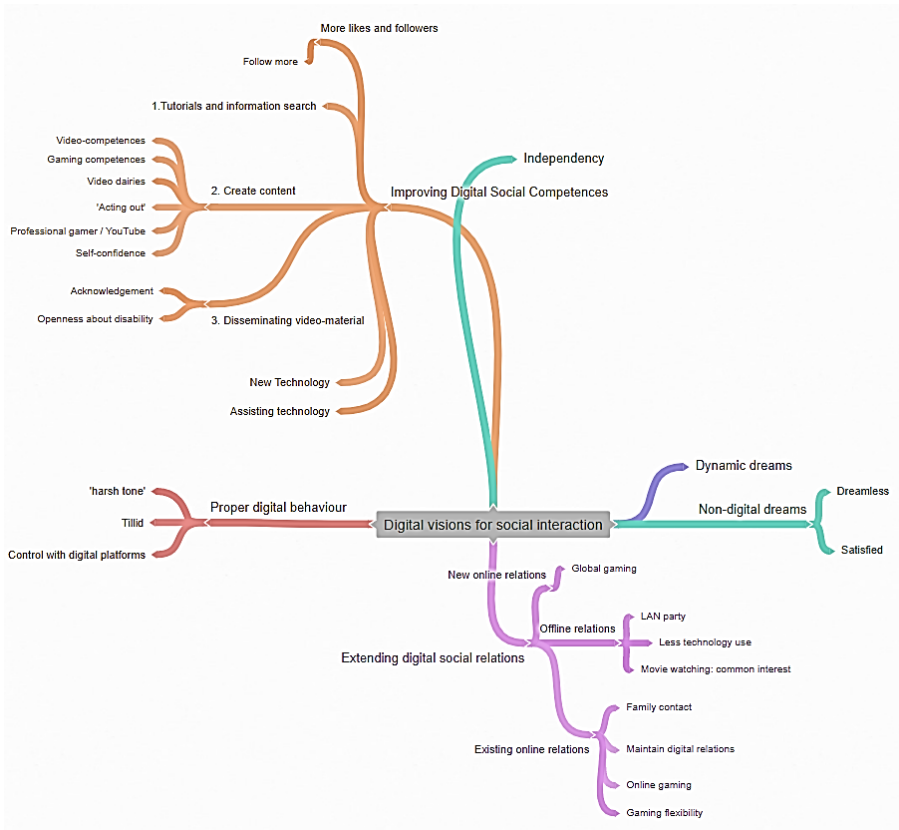 More likes and followers
Follow more
1.Tutorials and information search
Video-competences
Gaming competences
Video dairies
2. Create content
'Acting out'
Professional gamer / YouTube
Self-confidence
Acknowledgement
Openness about disability
3. Disseminating video-material
New Technology
Assisting technology
Independency
Improving Digital Social Competences
'harsh tone'
Proper digital behaviour
Tillid
Control with digital platforms
Digital visions for social interaction
Dynamic dreams
Non-digital dreams
Dreamless
Satisfied
New online relations
Global gaming
Offline relations
LAN party
Less technology use
Movie watching: common interest
Extending digital social relations
Family contact
Existing online relations
Maintain digital relations
Online gaming
Gaming flexibility